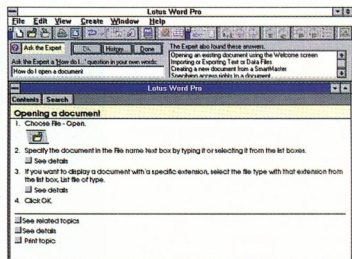 Lotus Word Pro
File Edit View Create Window Help
Ask the Expert
OK
History...
Done
Ask the Expert a 'How do I...' question in your own words:
How do I open a document
The Expert also found these answers.
Opening an existing document using the Welcome screen
Importing or Exporting Text or Data Files
Creating a new document from a SmartMaster
Specifying access rights to a document
Lotus Word Pro
Contents Search
Opening a document
1. Choose File - Open.
2. Specify the document in the File name text box by typing it or selecting it from the list boxes.
See details
3. If you want to display a document with a specific extension, select the file type with that extension from
the list box, List file of type.
See details
4. Click OK.
See related topics
See details
Print topic